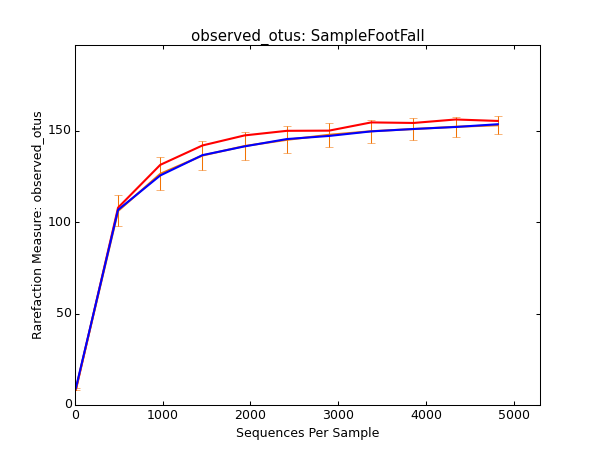 observed_otus: SampleFootFall
Rarefaction Measure: observed_otus
150
100
50
0
0 1000 2000 3000 4000 5000
Sequences Per Sample